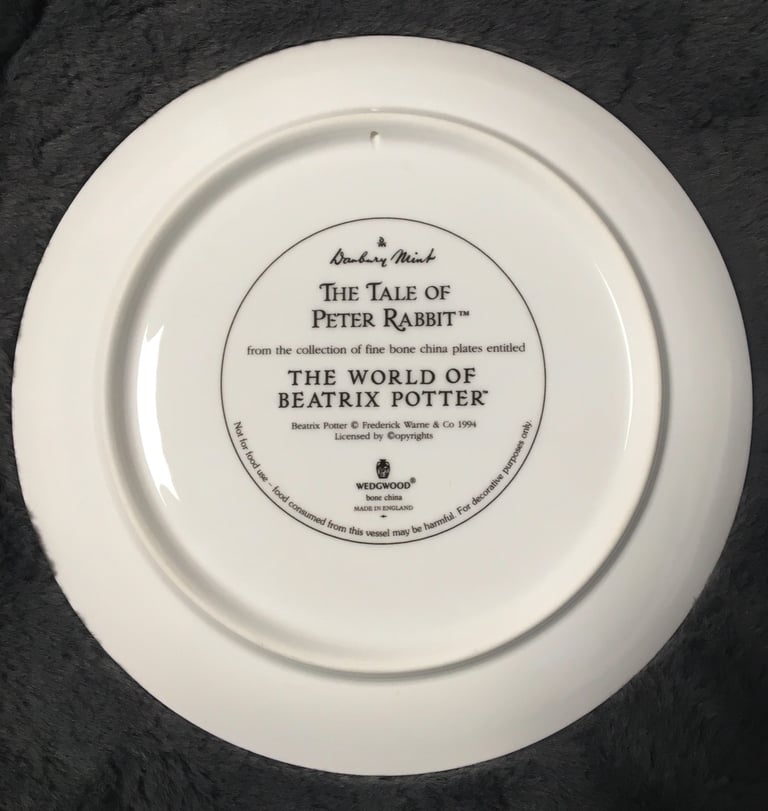 DM
Danbury Mint
THE TALE OF
PETER RABBIT™
from the collection of fine bone china plates entitled
THE WORLD OF
BEATRIX POTTER™
Beatrix Potter © Frederick Warne & Co 1994
Licensed by ©opyrights
WEDGWOOD®
bone china
MADE IN ENGLAND
Not for food use – food consumed from this vessel may be harmful. For decorative purposes only.